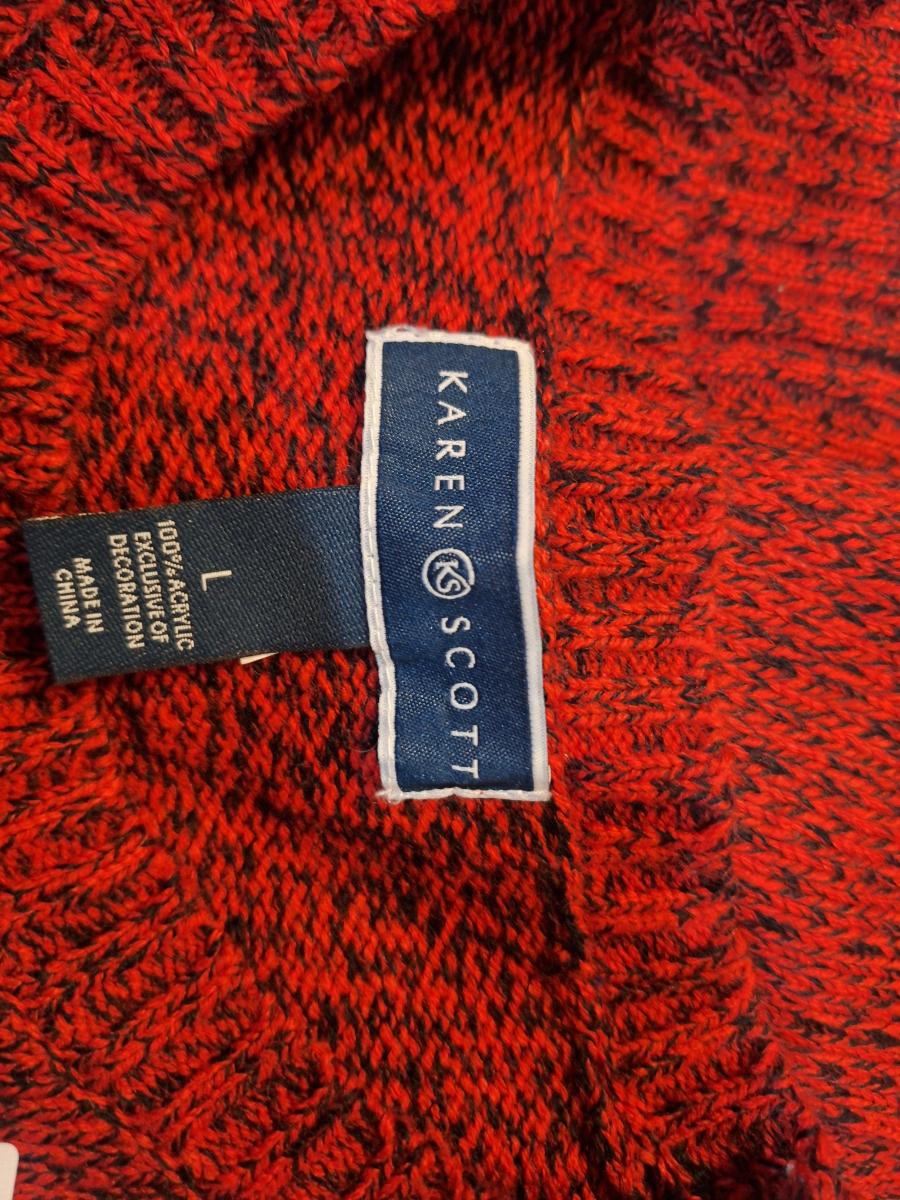 KAREN KS SCOTT
L
100% ACRYLIC
EXCLUSIVE OF
DECORATION
MADE IN
CHINA